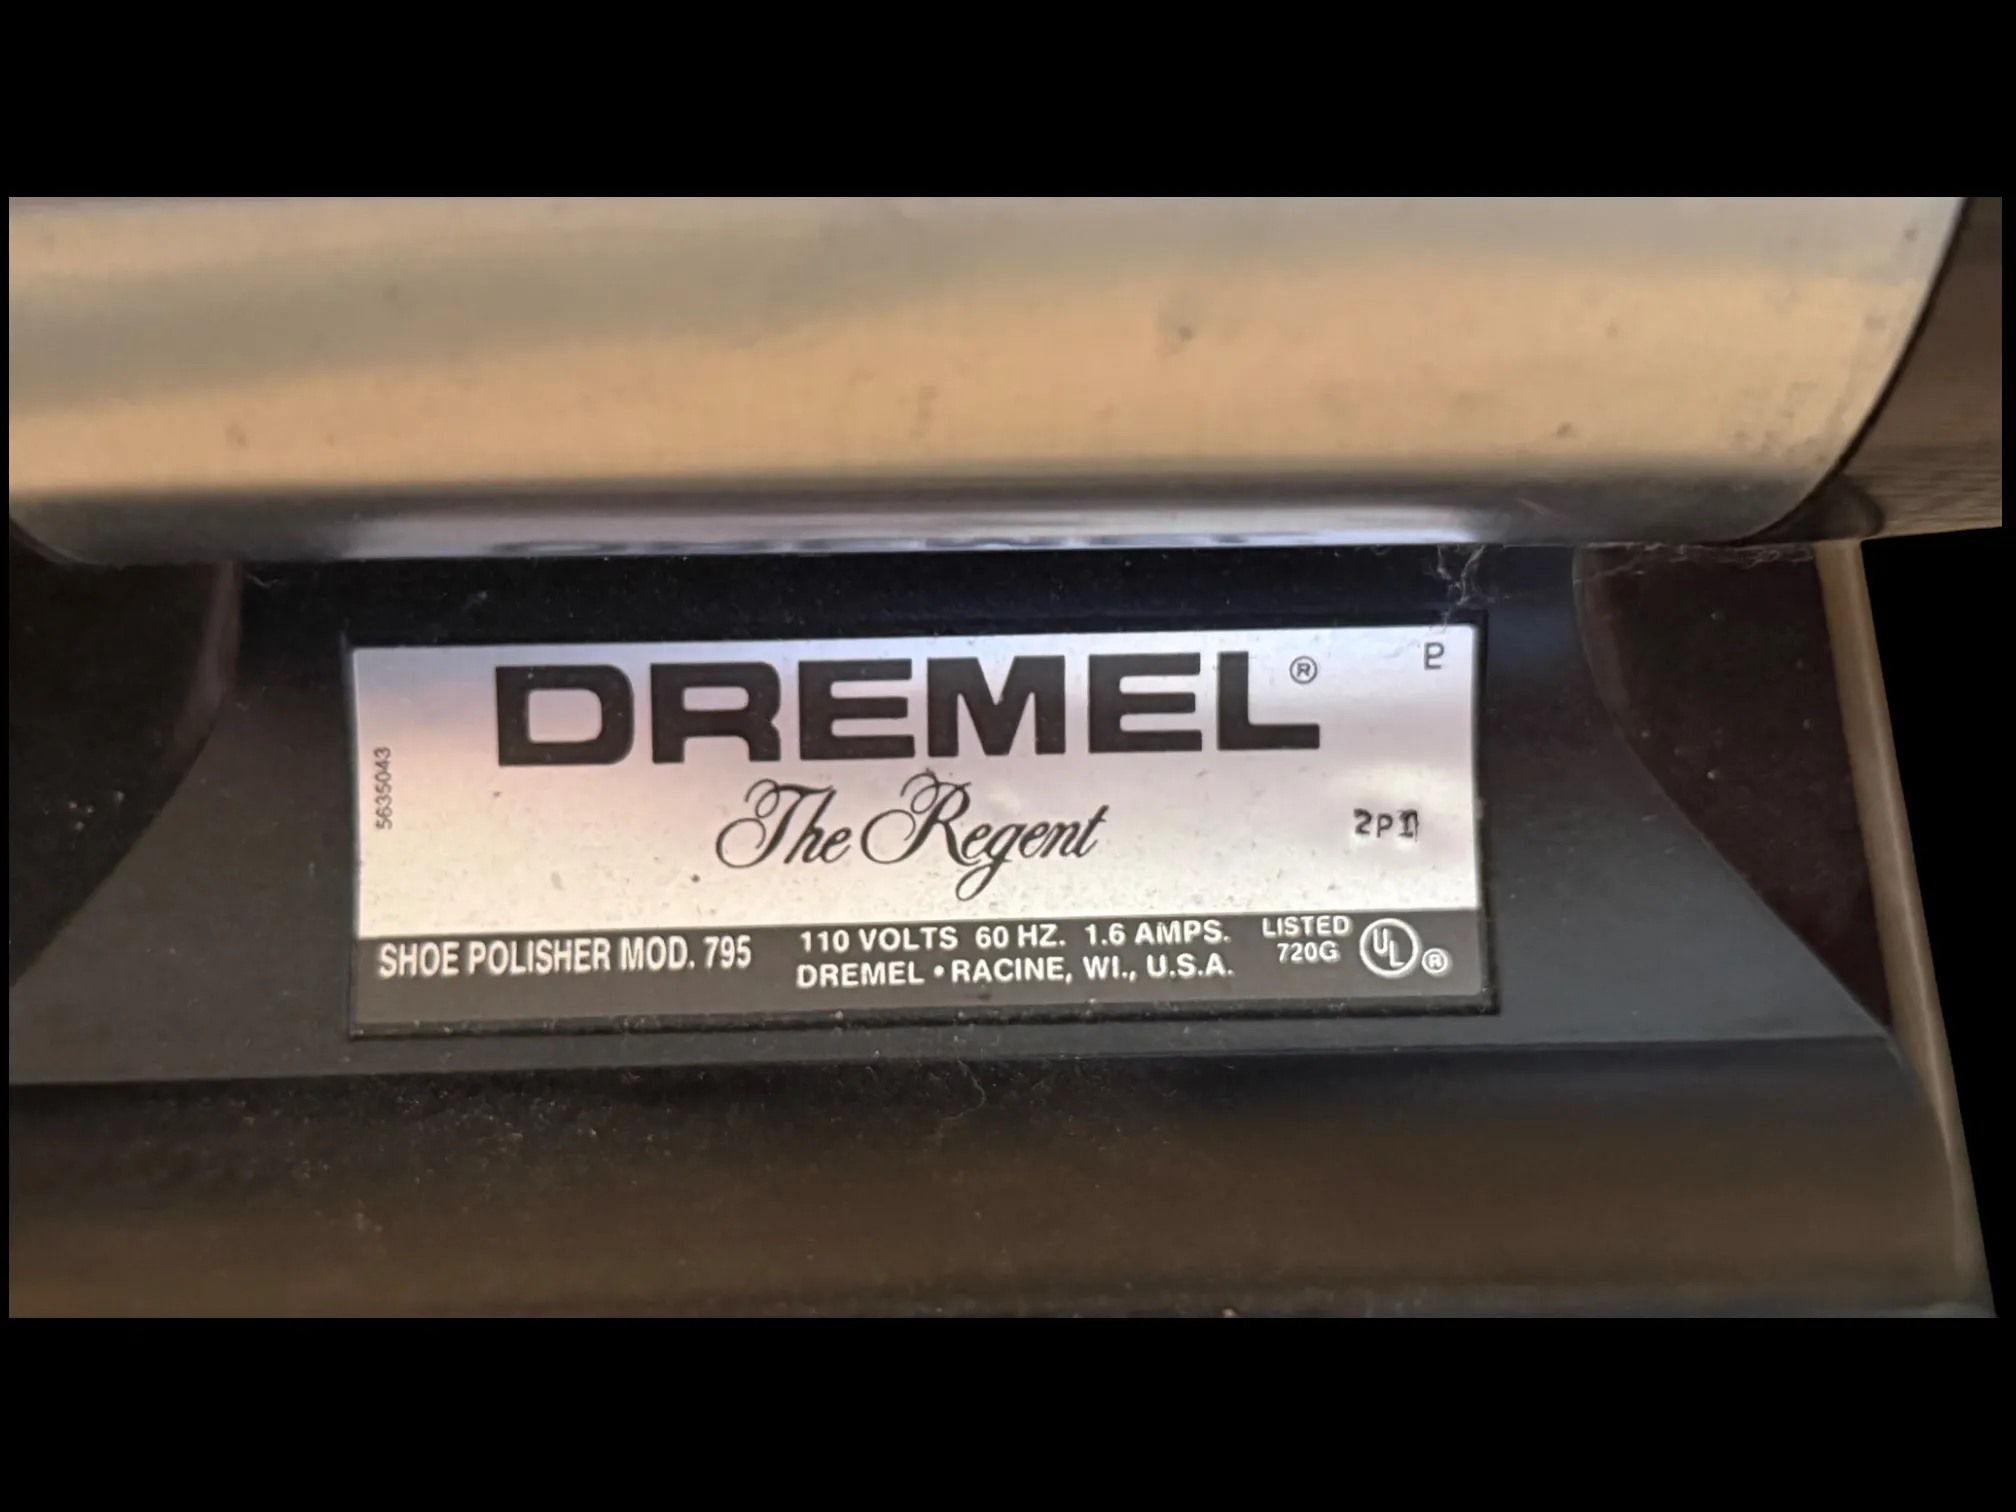 DREMEL®
The Regent
5635043
SHOE POLISHER MOD. 795
110 VOLTS 60 HZ. 1.6 AMPS.
DREMEL • RACINE, WI., U.S.A.
LISTED
720G
UL®